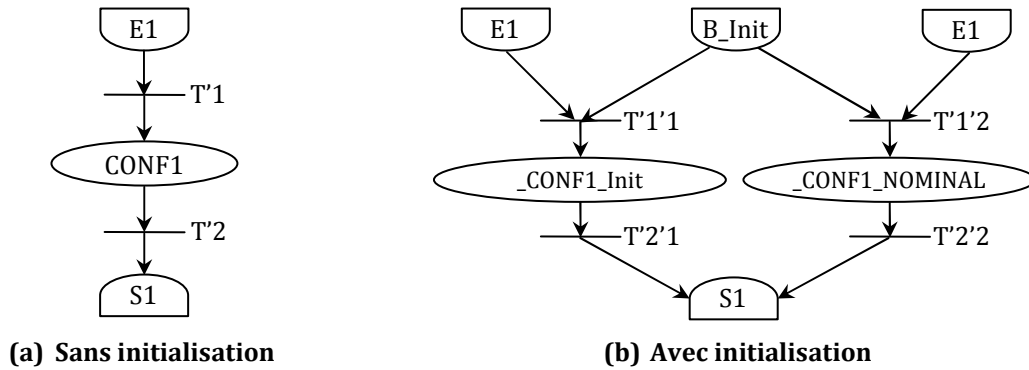 E1
T'1
CONF1
T'2
S1
(a) Sans initialisation
E1 B_Init E1
T'1'1 T'1'2
_CONF1_Init _CONF1_NOMINAL
T'2'1 T'2'2
S1
(b) Avec initialisation